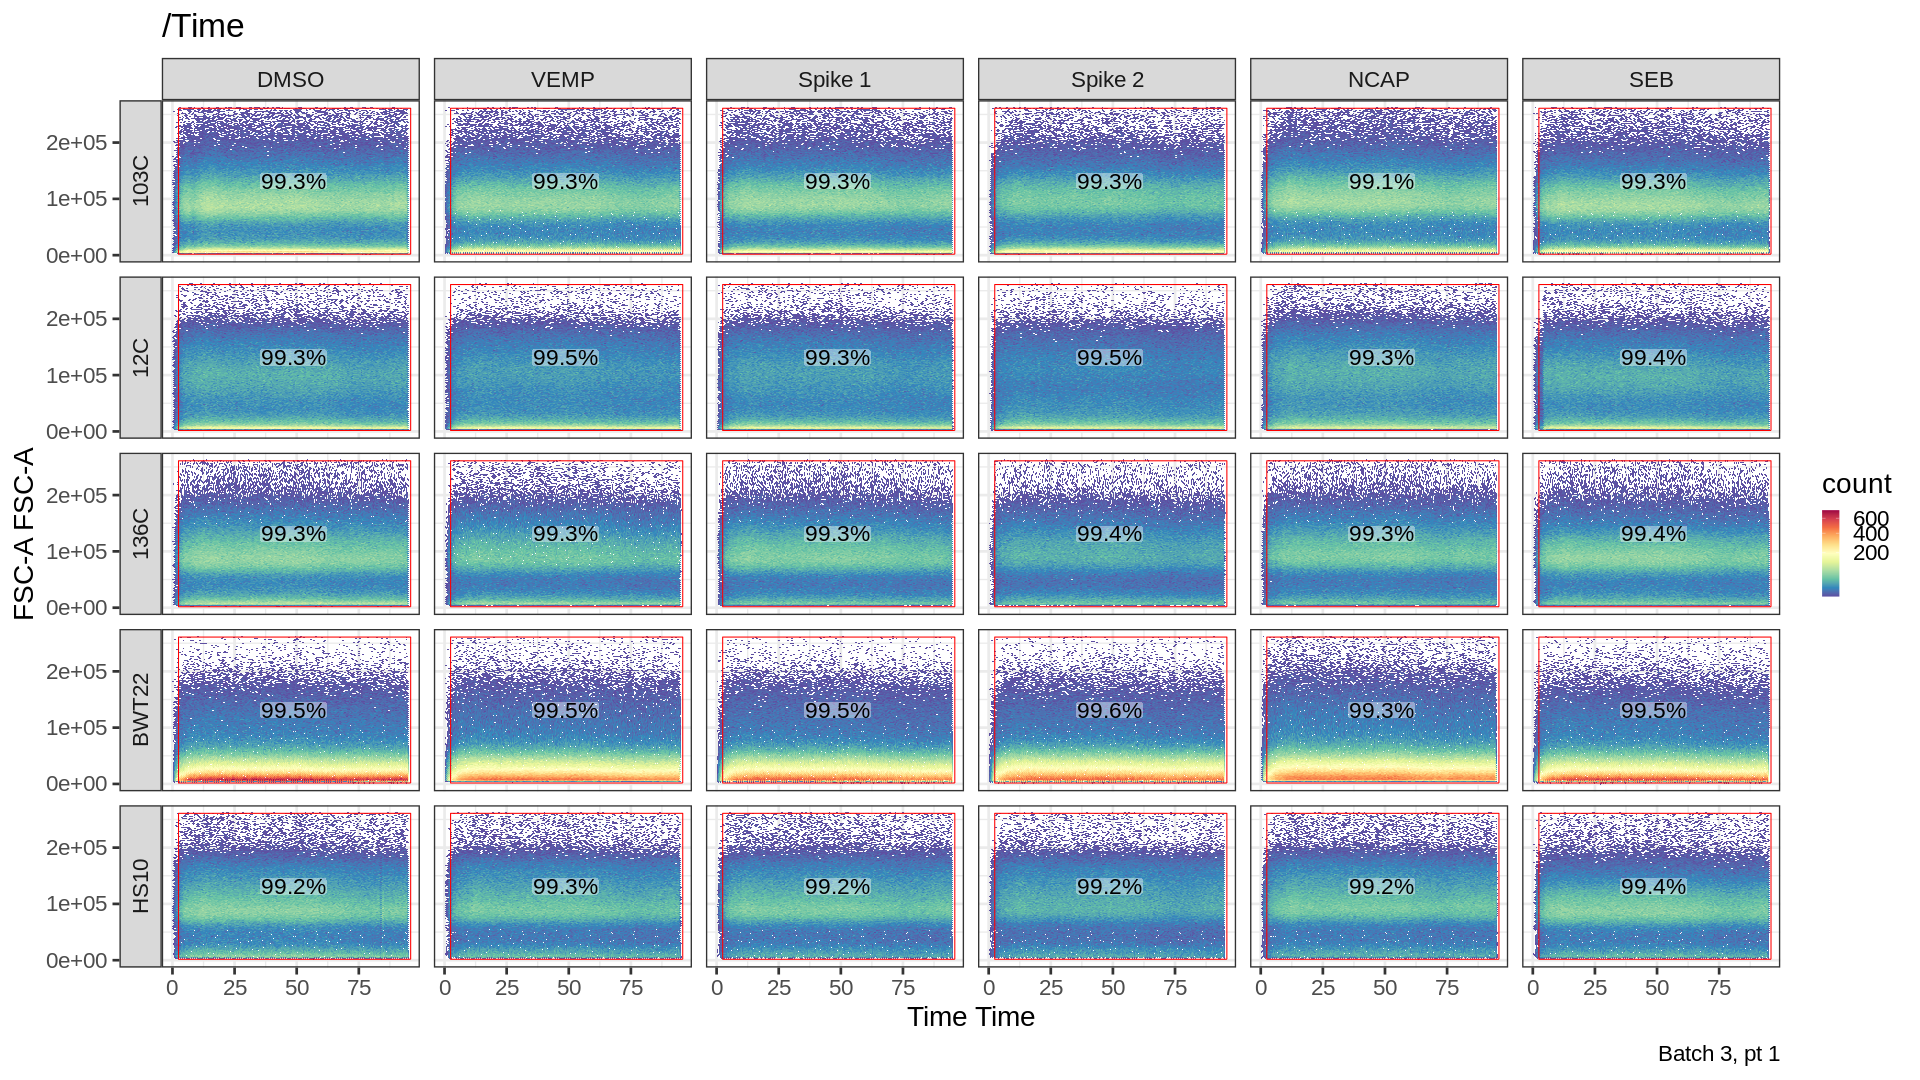 /Time
DMSO VEMP Spike 1 Spike 2 NCAP SEB
2e+05 1e+05 0e+00 103C 99.3% 99.3% 99.3% 99.3% 99.1% 99.3%
2e+05 1e+05 0e+00 12C 99.3% 99.5% 99.3% 99.5% 99.3% 99.4%
2e+05 1e+05 0e+00 136C 99.3% 99.3% 99.3% 99.4% 99.3% 99.4%
2e+05 1e+05 0e+00 BWT22 99.5% 99.5% 99.5% 99.6% 99.3% 99.5%
2e+05 1e+05 0e+00 HS10 99.2% 99.3% 99.2% 99.2% 99.2% 99.4%
0 25 50 75 0 25 50 75 0 25 50 75 0 25 50 75 0 25 50 75 0 25 50 75
Time Time
FSC-A FSC-A
count
600
400
200
Batch 3, pt 1